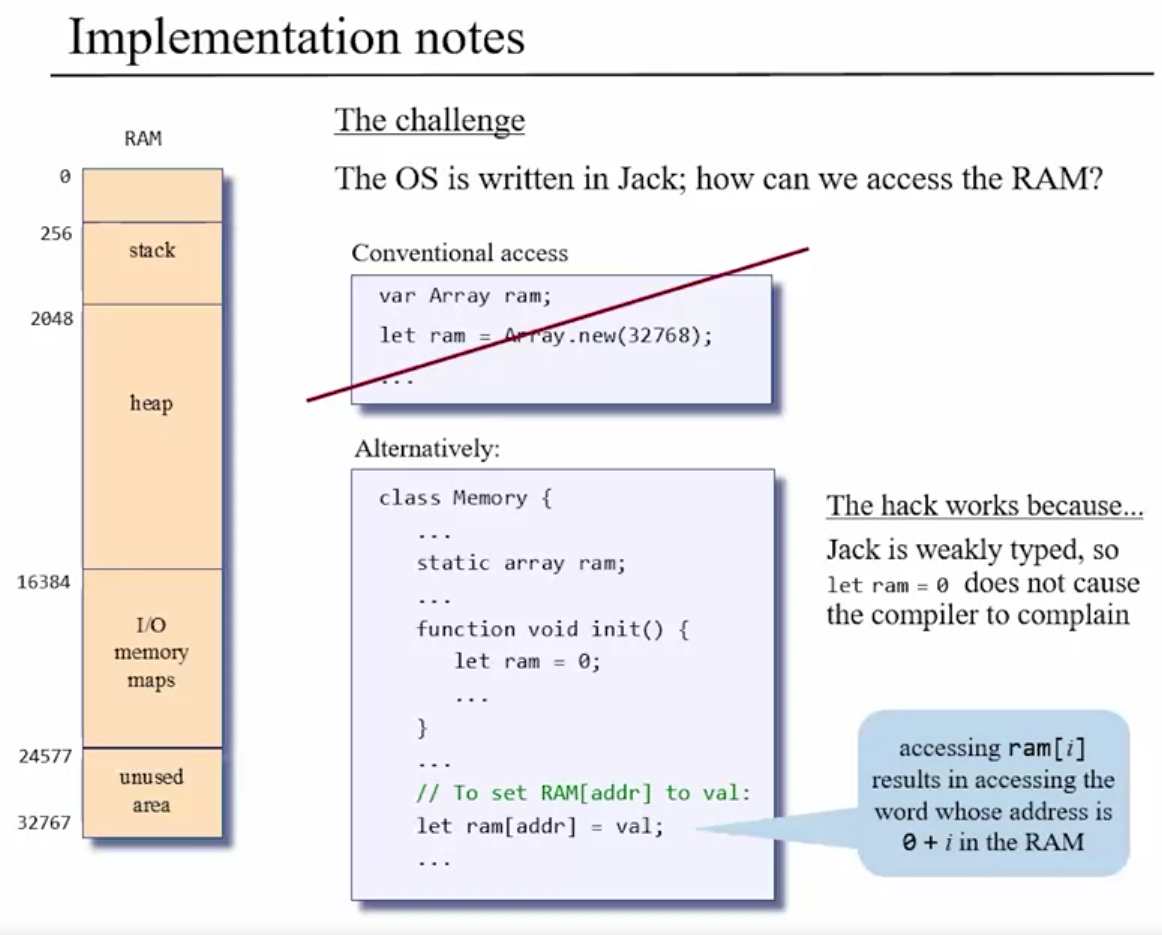 Implementation notes
RAM
0
256
stack
2048
heap
16384
I/O
memory
maps
24577
unused
area
32767
The challenge
The OS is written in Jack; how can we access the RAM?
Conventional access
var Array ram;
let ram = Array.new(32768);
...
Alternatively:
class Memory {
...
static array ram;
...
function void init() {
let ram = 0;
...
}
...
// To set RAM[addr] to val:
let ram[addr] = val;
...
The hack works because...
Jack is weakly typed, so
let ram = 0 does not cause
the compiler to complain
accessing ram[i]
results in accessing the
word whose address is
0 + i in the RAM